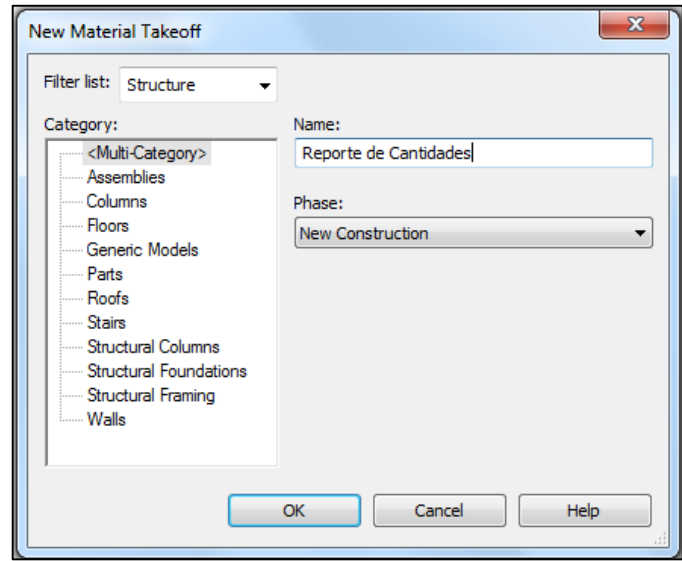 New Material Takeoff
Filter list: Structure
Category:
<Multi-Category>
Assemblies
Columns
Floors
Generic Models
Parts
Roofs
Stairs
Structural Columns
Structural Foundations
Structural Framing
Walls
Name:
Reporte de Cantidades
Phase:
New Construction
OK Cancel Help